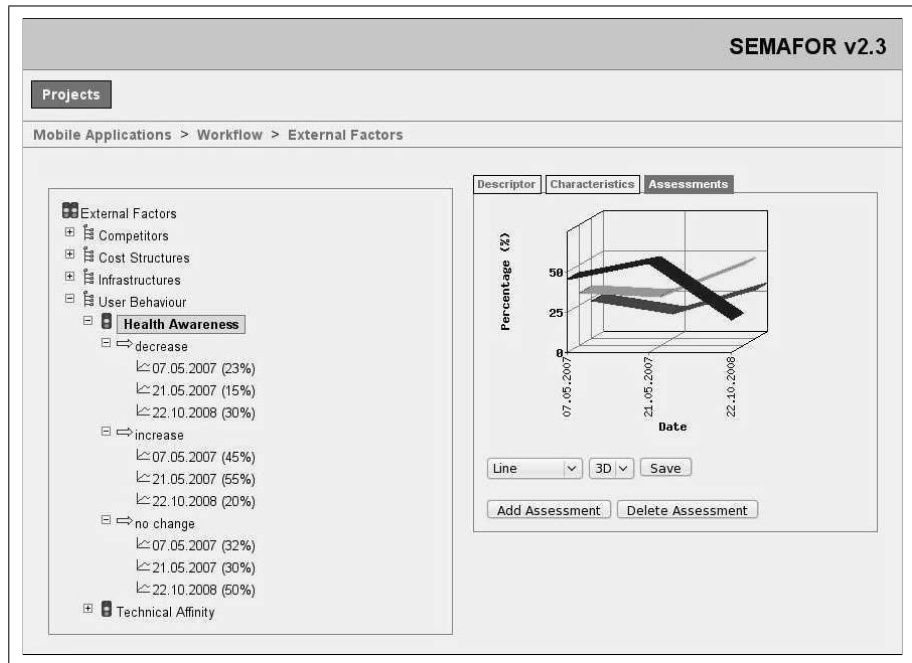 SEMAFOR v2.3
Projects
Mobile Applications > Workflow > External Factors
External Factors
Competitors
Cost Structures
Infrastructures
User Behaviour
Health Awareness
decrease
07.05.2007 (23%)
21.05.2007 (15%)
22.10.2008 (30%)
increase
07.05.2007 (45%)
21.05.2007 (55%)
22.10.2008 (20%)
no change
07.05.2007 (32%)
21.05.2007 (30%)
22.10.2008 (50%)
Technical Affinity
Descriptor Characteristics Assessments
Percentage (%)
50
25
0
07.05.2007
21.05.2007
22.10.2008
Date
Line 3D Save
Add Assessment Delete Assessment